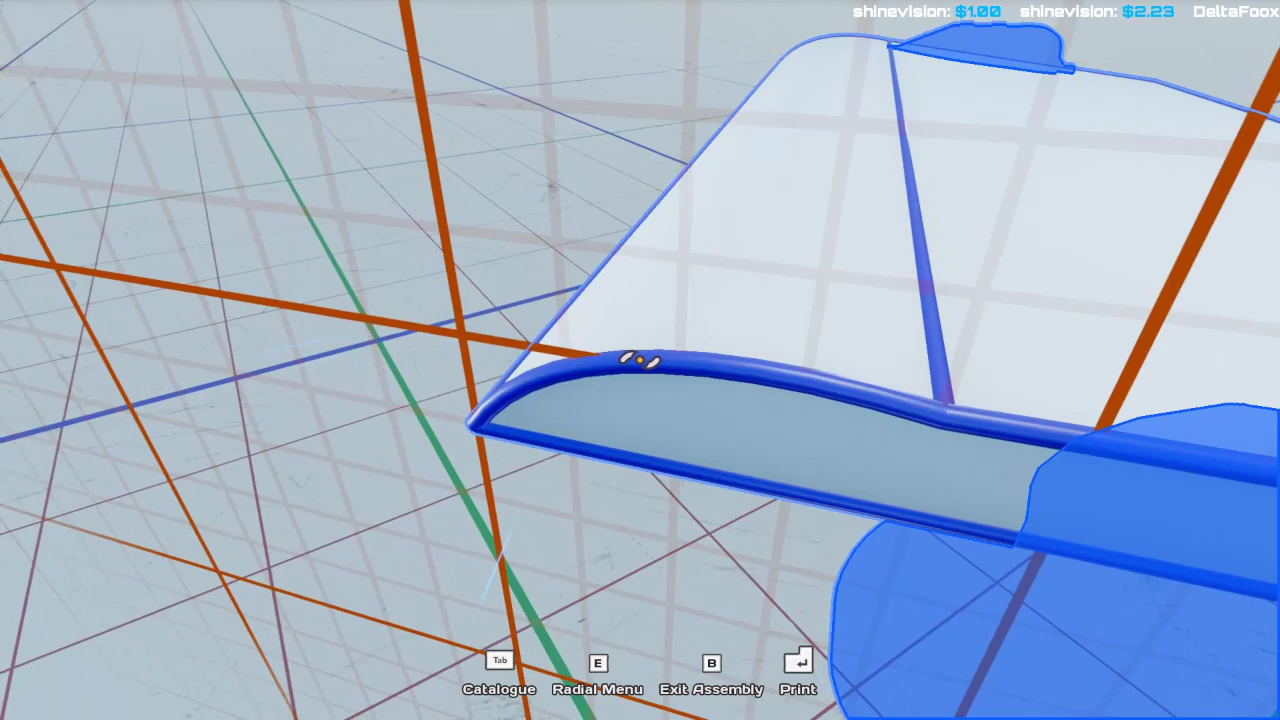 shinevision: $1.00 shinevision: $2.23 DeltaFoox
Tab E B
Catalogue Radial Menu Exit Assembly Print